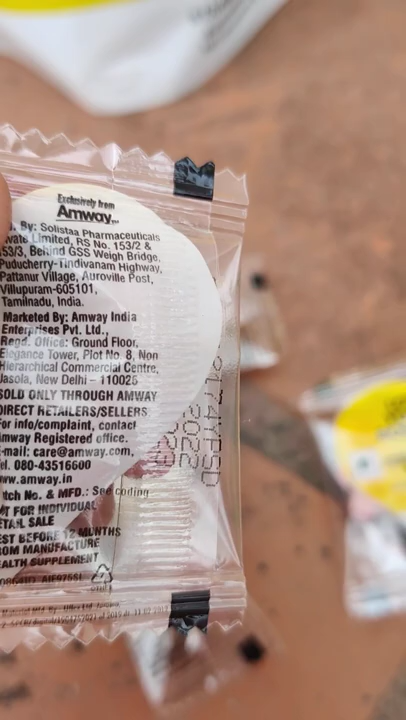 Exclusively from
Amway
By: Solistaa Pharmaceuticals
vate Limited, RS No. 153/2 &
53/3, Behind GSS Weigh Bridge,
Puducherry-Tindivanam Highway,
Pattanur Village, Auroville Post,
Villupuram-605101,
Tamilnadu, India.
Marketed By: Amway India
Enterprises Pvt. Ltd.,
Regd. Office: Ground Floor,
Elegance Tower, Plot No. 8, Non
Hierarchical Commercial Centre,
Jasola, New Delhi – 110025
SOLD ONLY THROUGH AMWAY
DIRECT RETAILERS/SELLERS
For info/complaint, contact
Amway Registered office.
E-mail: care@amway.com,
el. 080-43516600
www.amway.in
tch No. & MFD.: See coding
OT FOR INDIVIDUAL
ETAIL SALE
EST BEFORE 12 MONTHS
ROM MANUFACTURE
EALTH SUPPLEMENT
2022